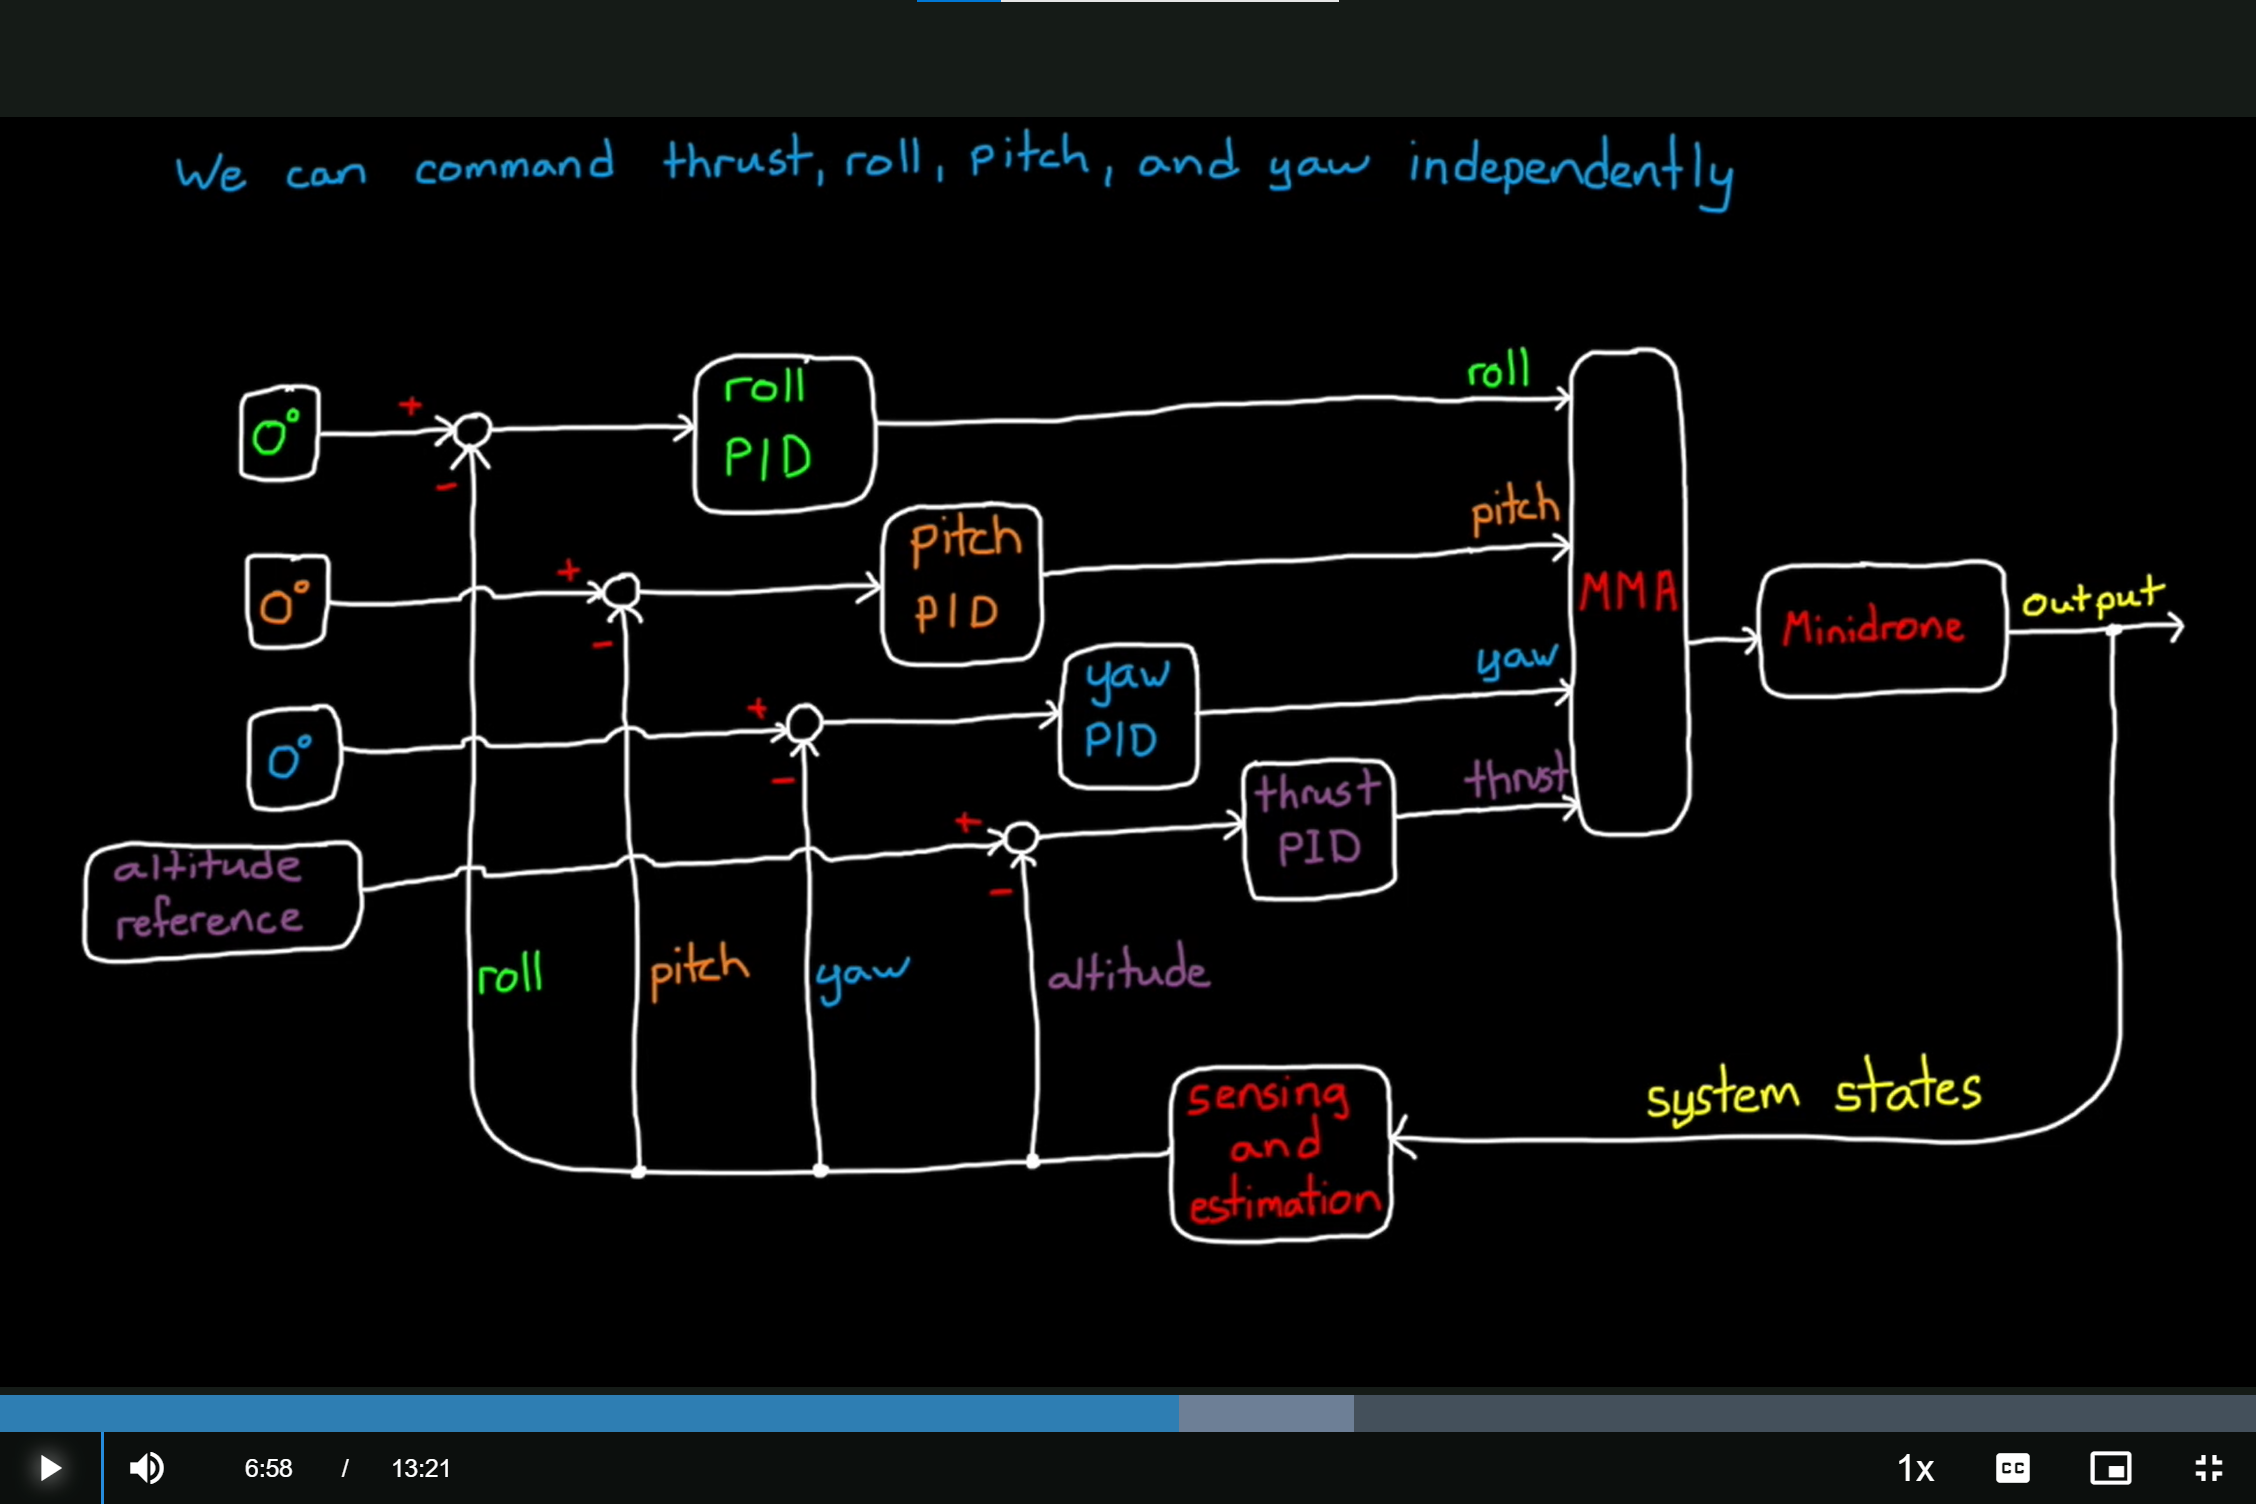 We can command thrust, roll, pitch, and yaw independently
0°
+
-
roll
PID
roll
0°
+
-
pitch
PID
pitch
MMA
Minidrone
output
0°
+
-
yaw
PID
yaw
altitude
reference
+
-
thrust
PID
thrust
roll
pitch
yaw
altitude
sensing
and
estimation
system states
6:58 / 13:21
1x
CC